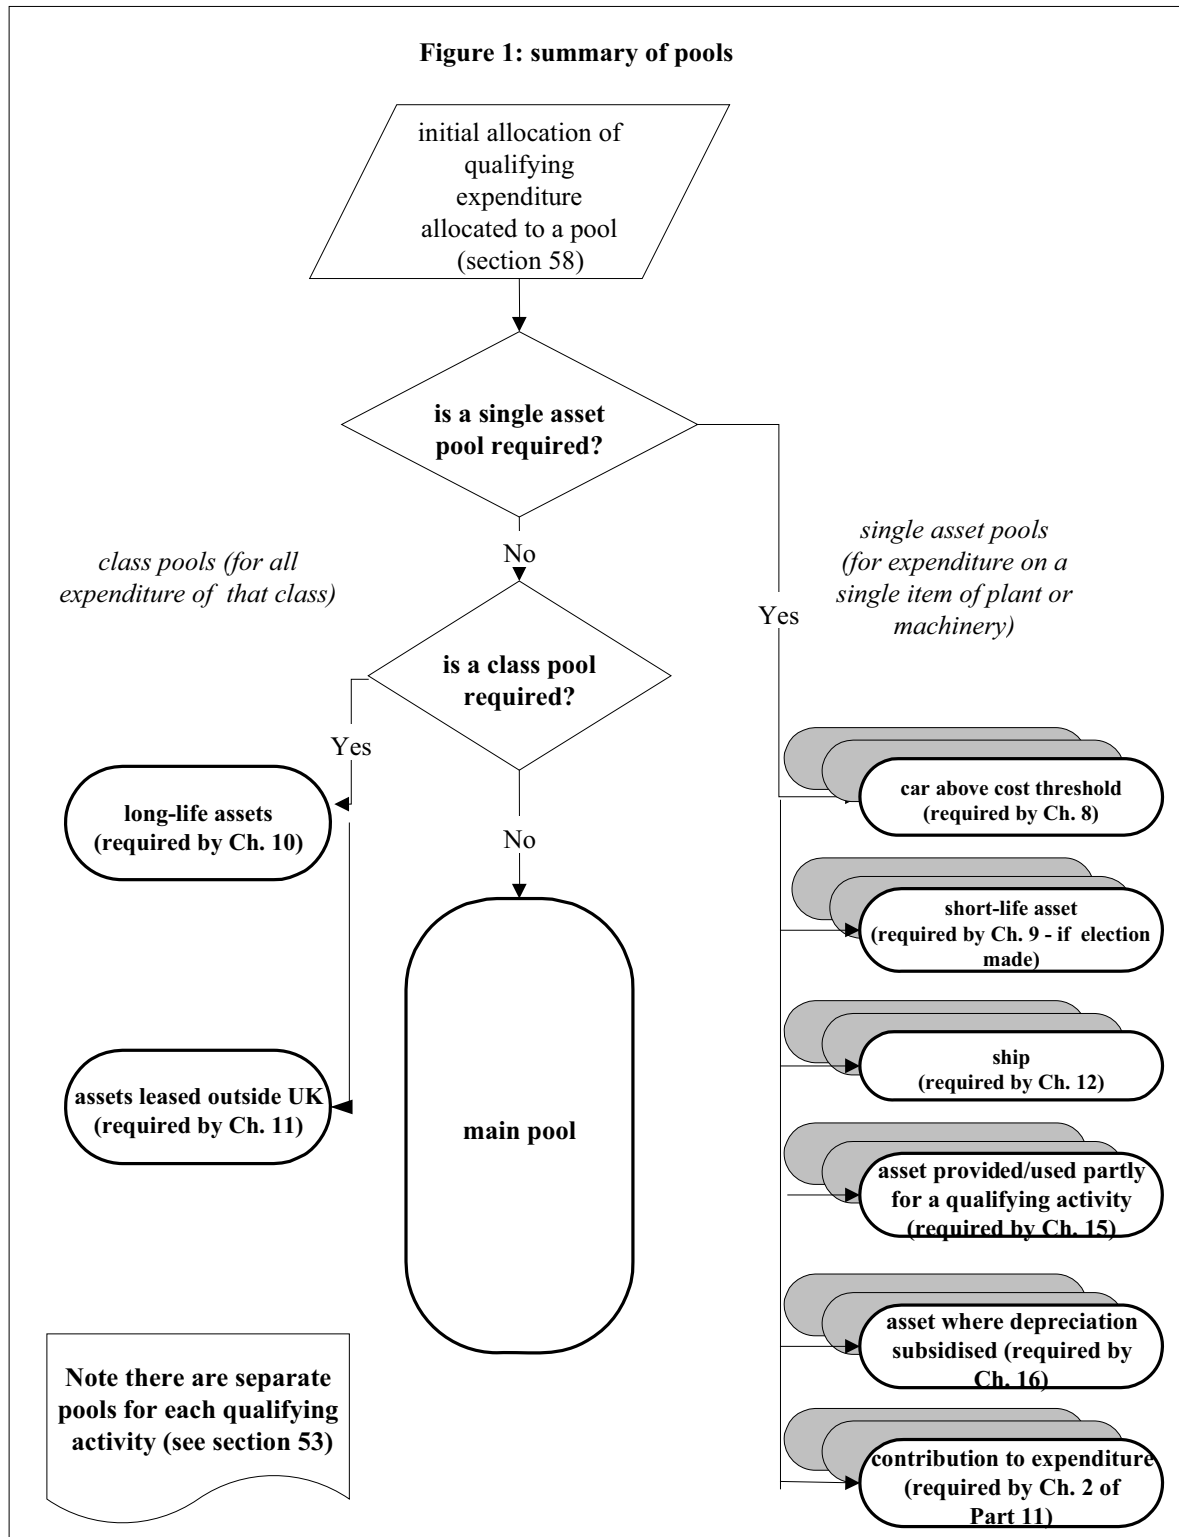 Figure 1: summary of pools
initial allocation of
qualifying
expenditure
allocated to a pool
(section 58)
is a single asset
pool required?
No
Yes
class pools (for all
expenditure of that class)
single asset pools
(for expenditure on a
single item of plant or
machinery)
is a class pool
required?
Yes
No
long-life assets
(required by Ch. 10)
assets leased outside UK
(required by Ch. 11)
main pool
car above cost threshold
(required by Ch. 8)
short-life asset
(required by Ch. 9 - if election
made)
ship
(required by Ch. 12)
asset provided/used partly
for a qualifying activity
(required by Ch. 15)
asset where depreciation
subsidised (required by
Ch. 16)
contribution to expenditure
(required by Ch. 2 of
Part 11)
Note there are separate
pools for each qualifying
activity (see section 53)